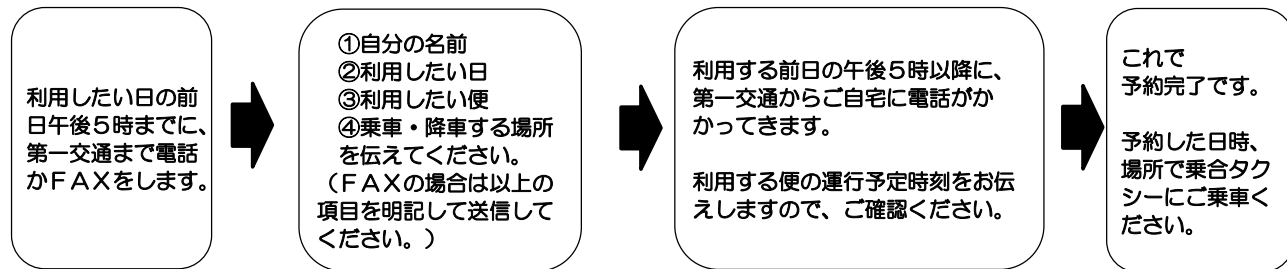 利用したい日の前
日午後５時までに、
第一交通まで電話
かＦＡＸをします。
①自分の名前
②利用したい日
③利用したい便
④乗車・降車する場所
を伝えてください。
（ＦＡＸの場合は以上の
項目を明記して送信して
ください。）
利用する前日の午後５時以降に、
第一交通からご自宅に電話がか
かってきます。
利用する便の運行予定時刻をお伝
えしますので、ご確認ください。
これで
予約完了です。
予約した日時、
場所で乗合タク
シーにご乗車く
ださい。